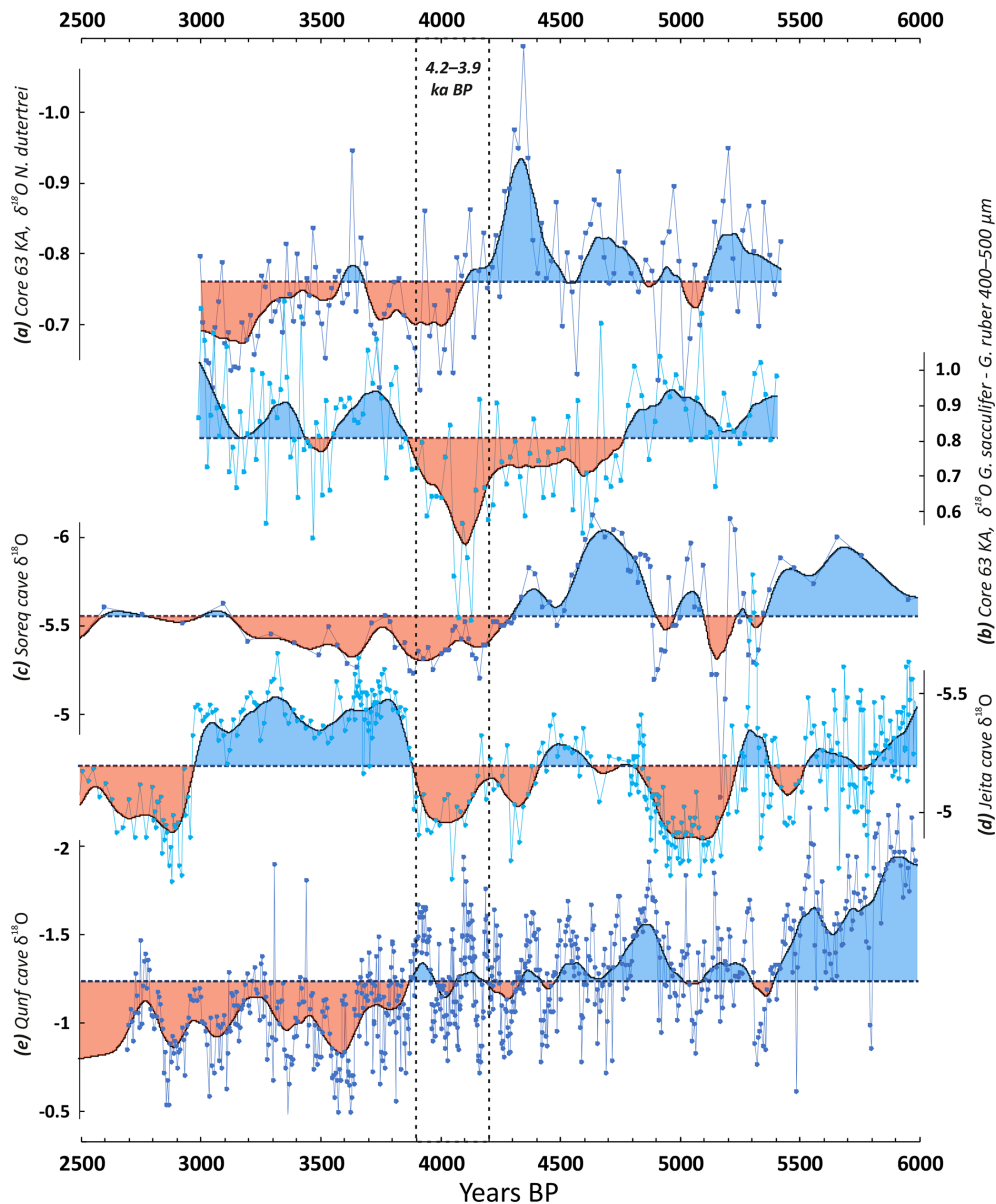 2500 3000 3500 4000 4500 5000 5500 6000
4.2–3.9
ka BP
-1.0
-0.9
-0.8
-0.7
(a) Core 63 KA, δ¹⁸O N. dutertrei
1.0
0.9
0.8
0.7
0.6
(b) Core 63 KA, δ¹⁸O G. sacculifer - G. ruber 400–500 μm
-6
-5.5
-5
(c) Soreq cave δ¹⁸O
-5.5
-5
(d) Jeita cave δ¹⁸O
-2
-1.5
-1
-0.5
(e) Qunf cave δ¹⁸O
2500 3000 3500 4000 4500 5000 5500 6000
Years BP